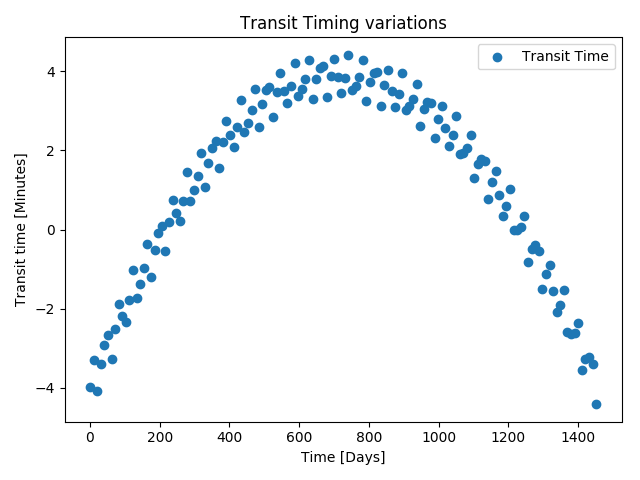 Transit Timing variations
Transit Time
Transit time [Minutes]
4
2
0
−2
−4
0 200 400 600 800 1000 1200 1400
Time [Days]